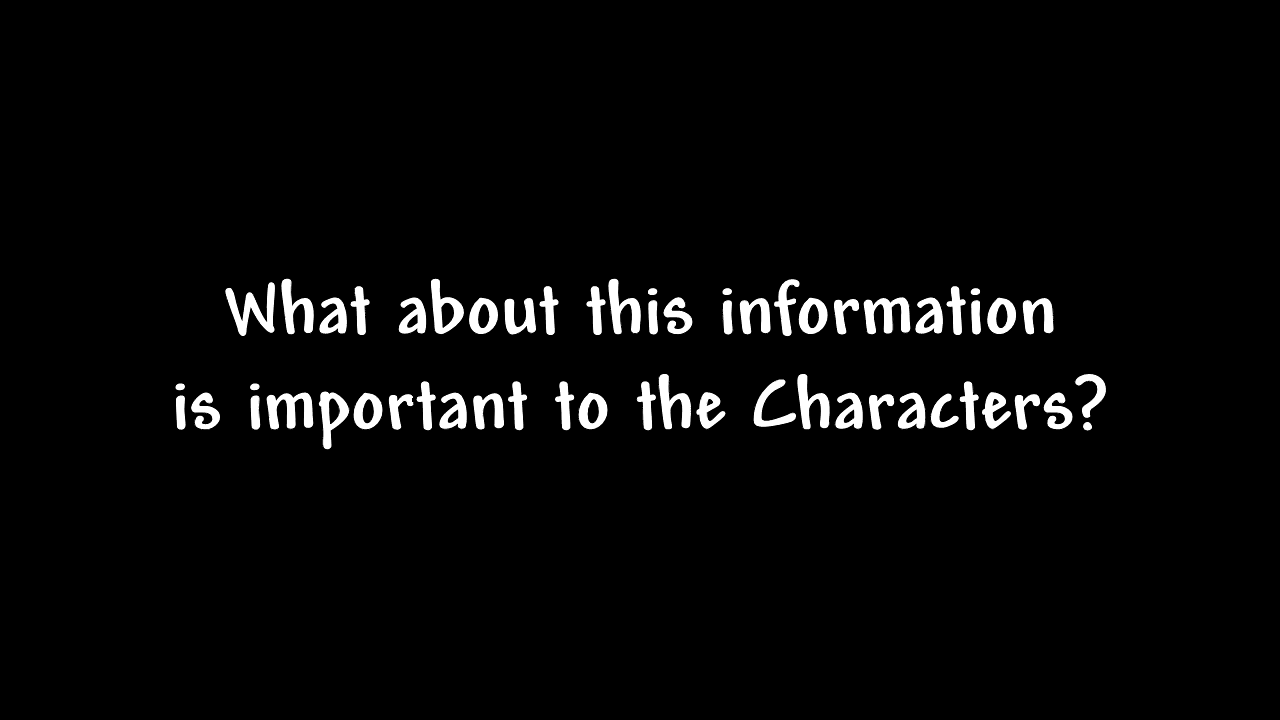 What about this information
is important to the Characters?